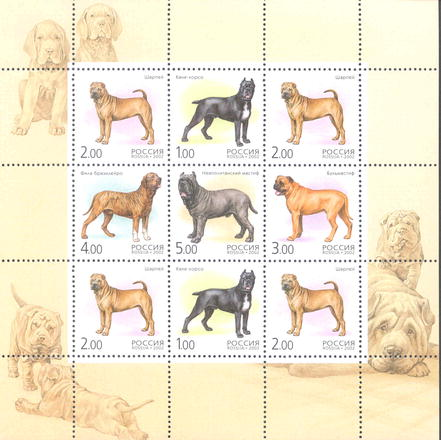 Шарпей
2.00 РОССИЯ
ROSSIJA • 2002
Кане корсо
1.00 РОССИЯ
ROSSIJA • 2002
Шарпей
2.00 РОССИЯ
ROSSIJA • 2002
Фила бразилейро
4.00 РОССИЯ
ROSSIJA • 2002
Неаполитанский мастиф
5.00 РОССИЯ
ROSSIJA • 2002
Бульмастиф
3.00 РОССИЯ
ROSSIJA • 2002
Шарпей
2.00 РОССИЯ
ROSSIJA • 2002
Кане корсо
1.00 РОССИЯ
ROSSIJA • 2002
Шарпей
2.00 РОССИЯ
ROSSIJA • 2002